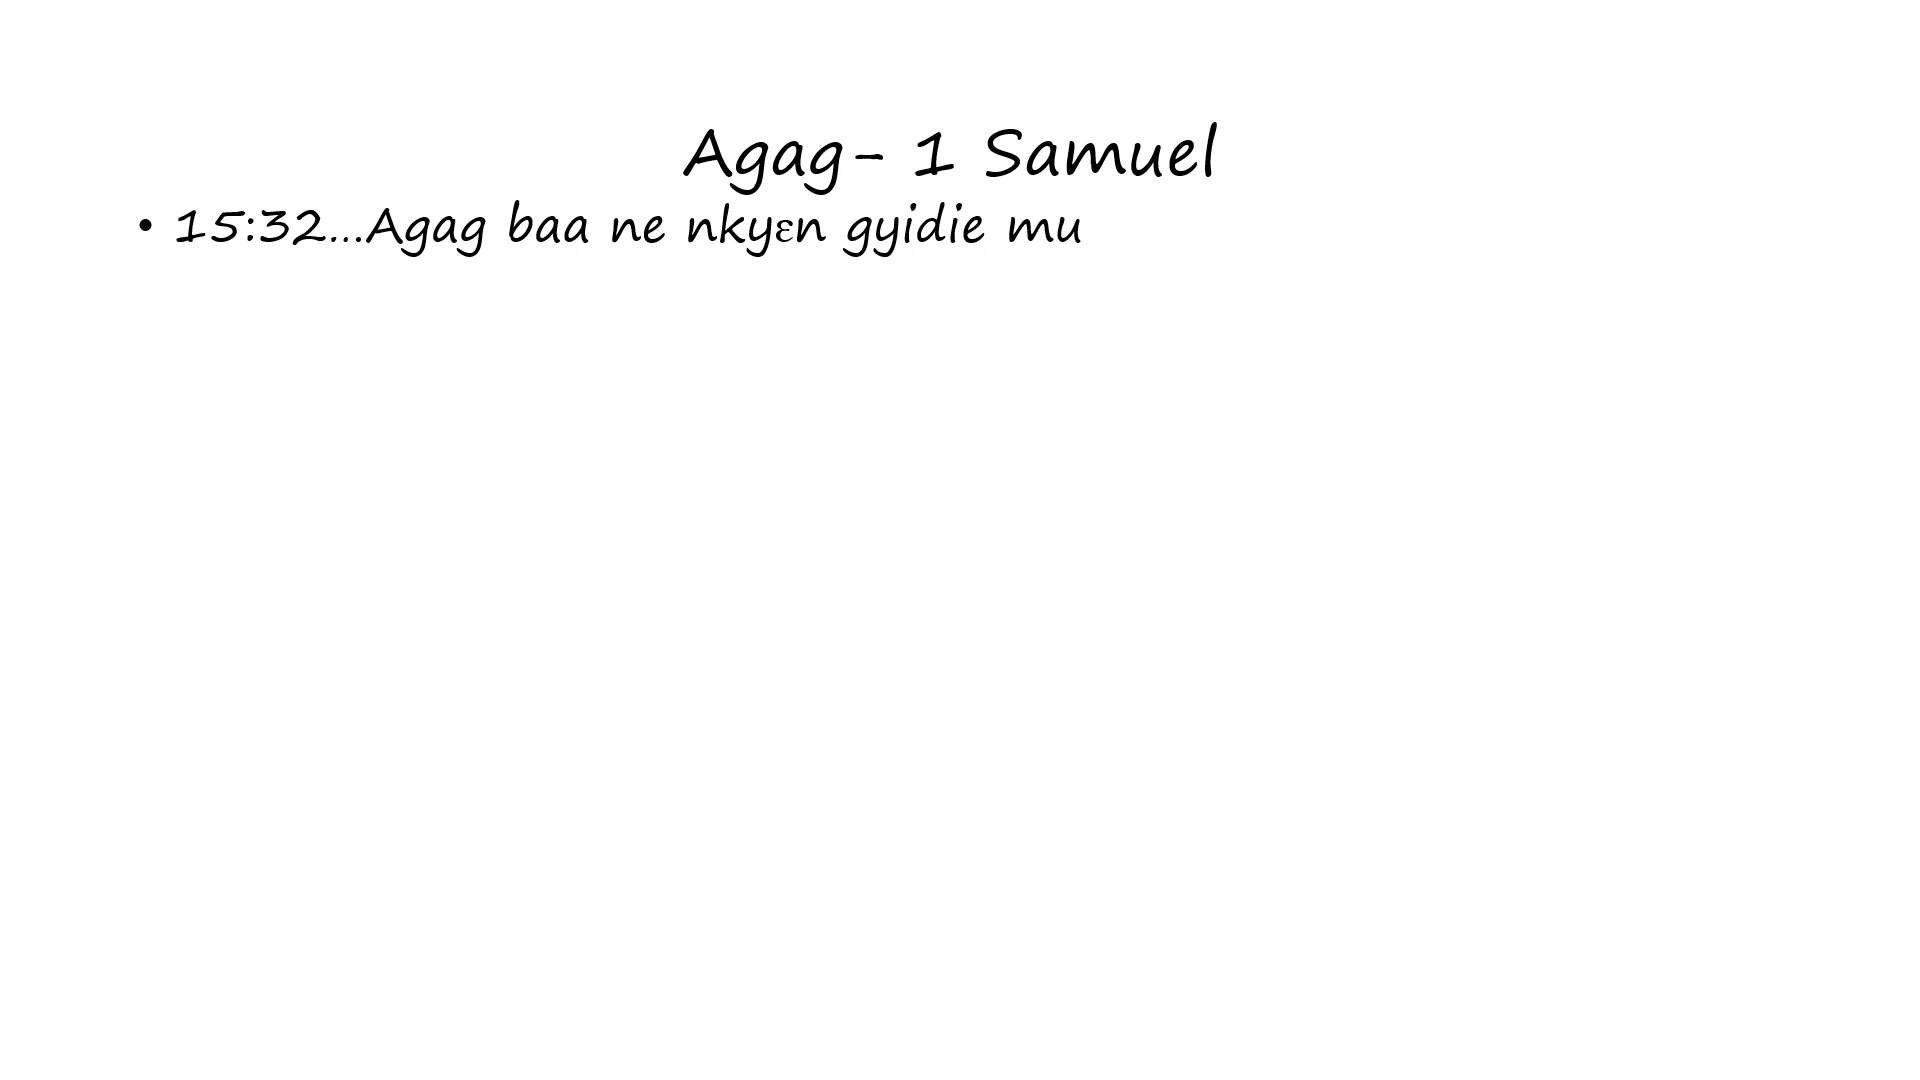 Agag- 1 Samuel
• 15:32...Agag baa ne nkyɛn gyidie mu